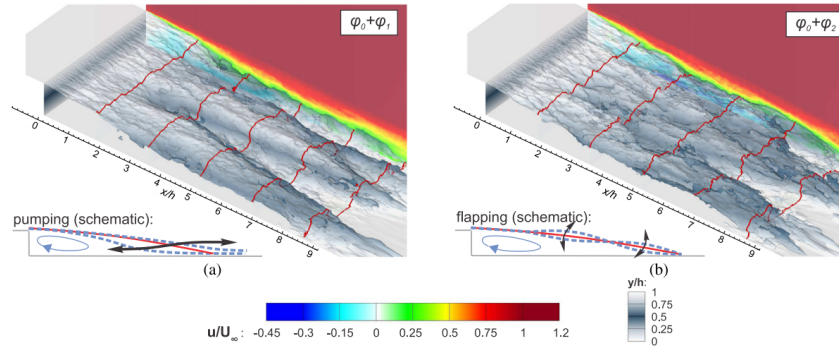 φ₀+φ₁
0
1
2
3
4
x/h
5
6
7
8
9
pumping (schematic):
(a)
φ₀+φ₂
0
1
2
3
4
x/h
5
6
7
8
9
flapping (schematic):
(b)
u/U∞ : -0.45 -0.3 -0.15 0 0.25 0.5 0.75 1 1.2
y/h:
1
0.75
0.5
0.25
0